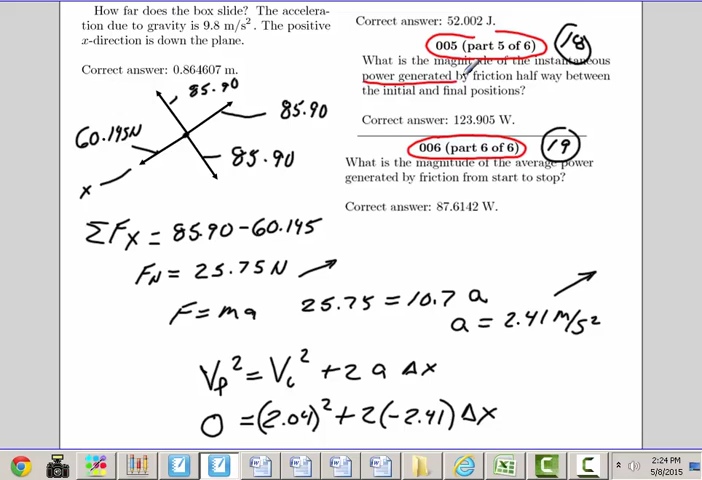 How far does the box slide? The accelera-
tion due to gravity is 9.8 m/s². The positive
x-direction is down the plane.
Correct answer: 0.864607 m.
85.90
85.90
60.145N
85.90
x
ΣFx = 85.90-60.145
FN = 25.75N
F=ma 25.75 = 10.7 a
a = 2.41 m/s²
Vf² = Vi² + 2 a Δx
0 = (2.04)² + 2(-2.41) Δx
Correct answer: 52.002 J.
005 (part 5 of 6) 18
What is the of the instantaneous
power generated by friction half way between
the initial and final positions?
Correct answer: 123.905 W.
006 (part 6 of 6) 19
What is the magnitude of the average power
generated by friction from start to stop?
Correct answer: 87.6142 W.
2:24 PM
5/8/2015